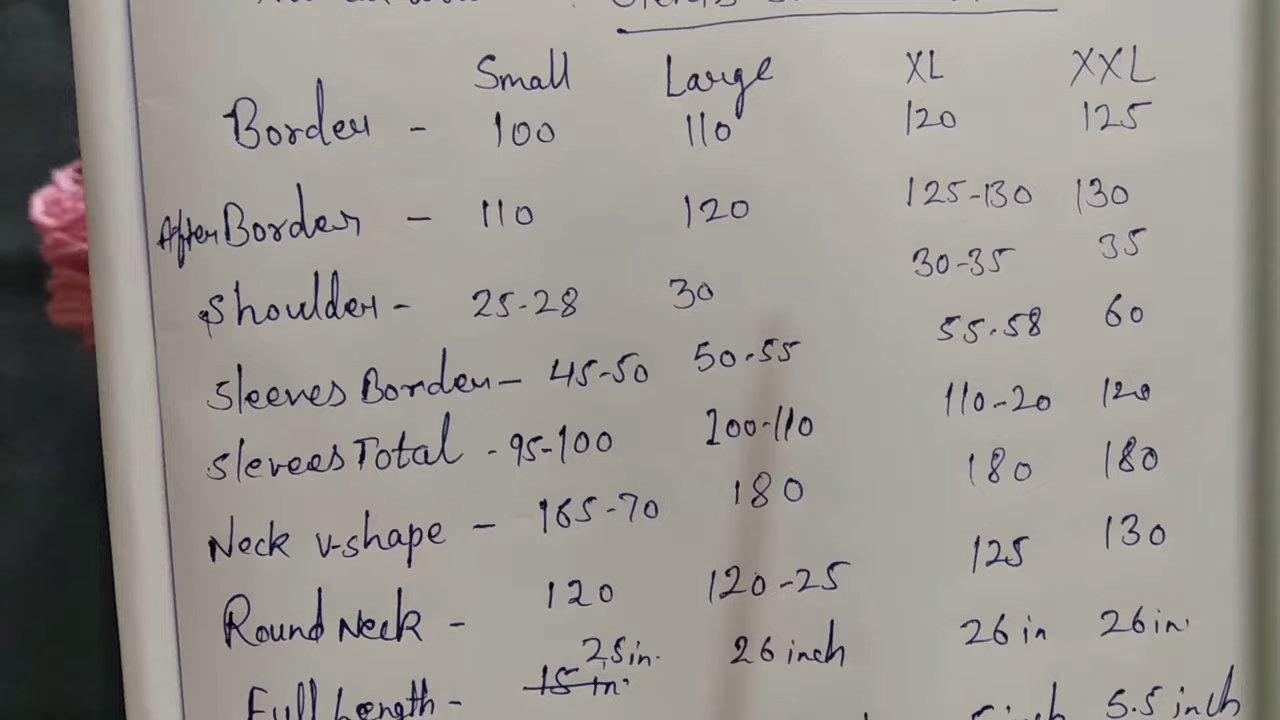 Small Large XL XXL
Border - 100 110 120 125
After Border - 110 120 125-130 130
Shoulder - 25-28 30 30-35 35
Sleeves Border - 45-50 50-55 55-58 60
Slevees Total - 95-100 100-110 110-20 120
Neck v-shape - 165-70 180 180 180
Round Neck - 120 120-25 125 130
25in. 26 inch 26 in 26 in.
Full Length - 15 in.
5.5 inch